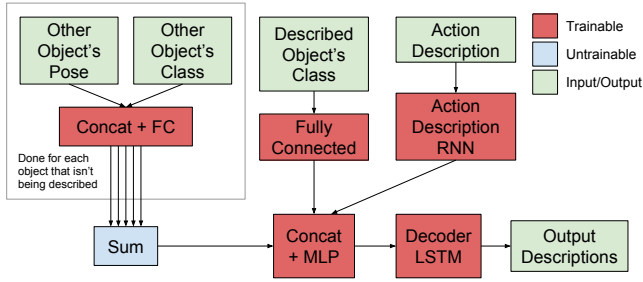 Other
Object's
Pose
Other
Object's
Class
Concat + FC
Done for each
object that isn't
being described
Sum
Described
Object's
Class
Fully
Connected
Action
Description
Action
Description
RNN
Concat
+ MLP
Decoder
LSTM
Output
Descriptions
Trainable
Untrainable
Input/Output